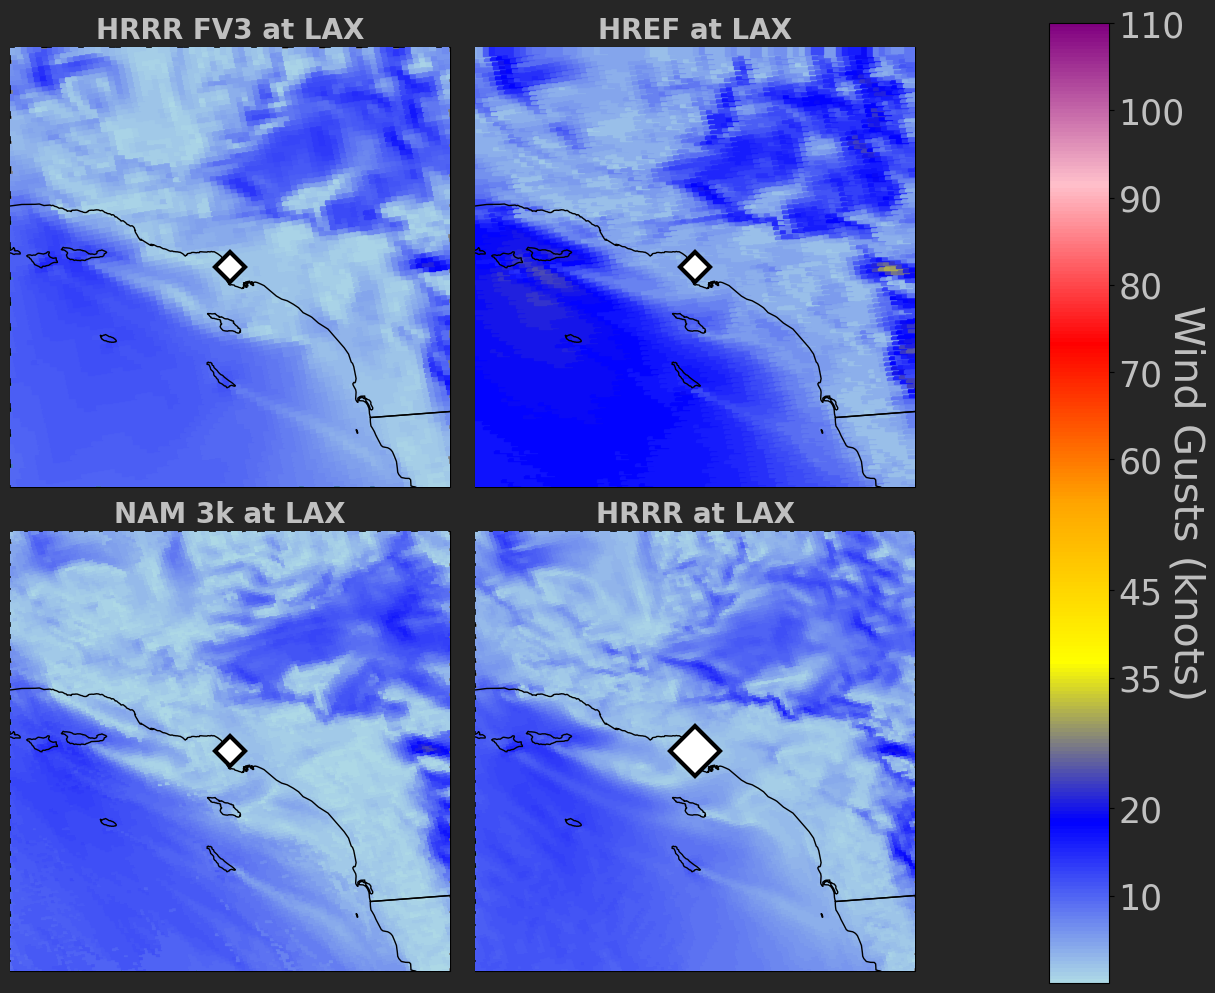 HRRR FV3 at LAX
HREF at LAX
NAM 3k at LAX
HRRR at LAX
110
100
90
80
70
60
45
35
20
10
Wind Gusts (knots)